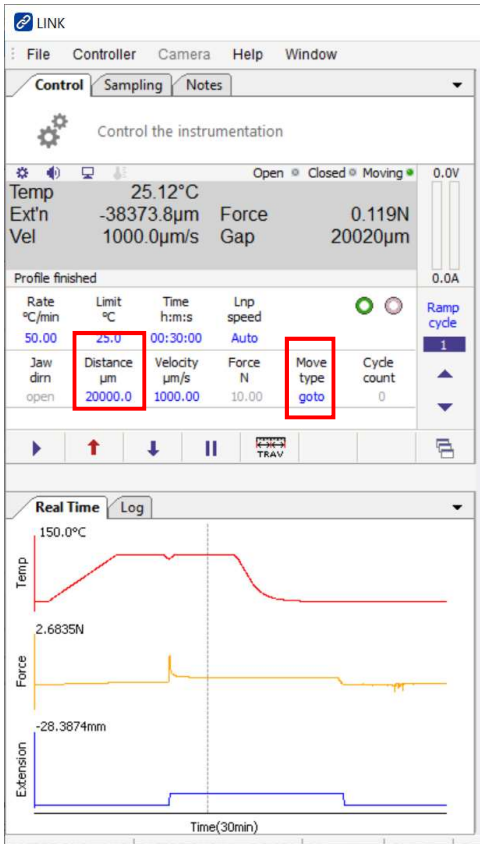 LINK
File Controller Camera Help Window
Control Sampling Notes
Control the instrumentation
Open Closed Moving 0.0V
Temp 25.12°C
Ext'n -38373.8µm Force 0.119N
Vel 1000.0µm/s Gap 20020µm
Profile finished 0.0A
Rate Limit Time Lnp
°C/min °C h:m:s speed
50.00 25.0 00:30:00 Auto
Ramp
cycle
1
Jaw Distance Velocity Force Move Cycle
dirn µm µm/s N type count
open 20000.0 1000.00 10.00 goto 0
TRAV
Real Time Log
150.0°C
Temp
2.6835N
Force
-28.3874mm
Extension
Time(30min)